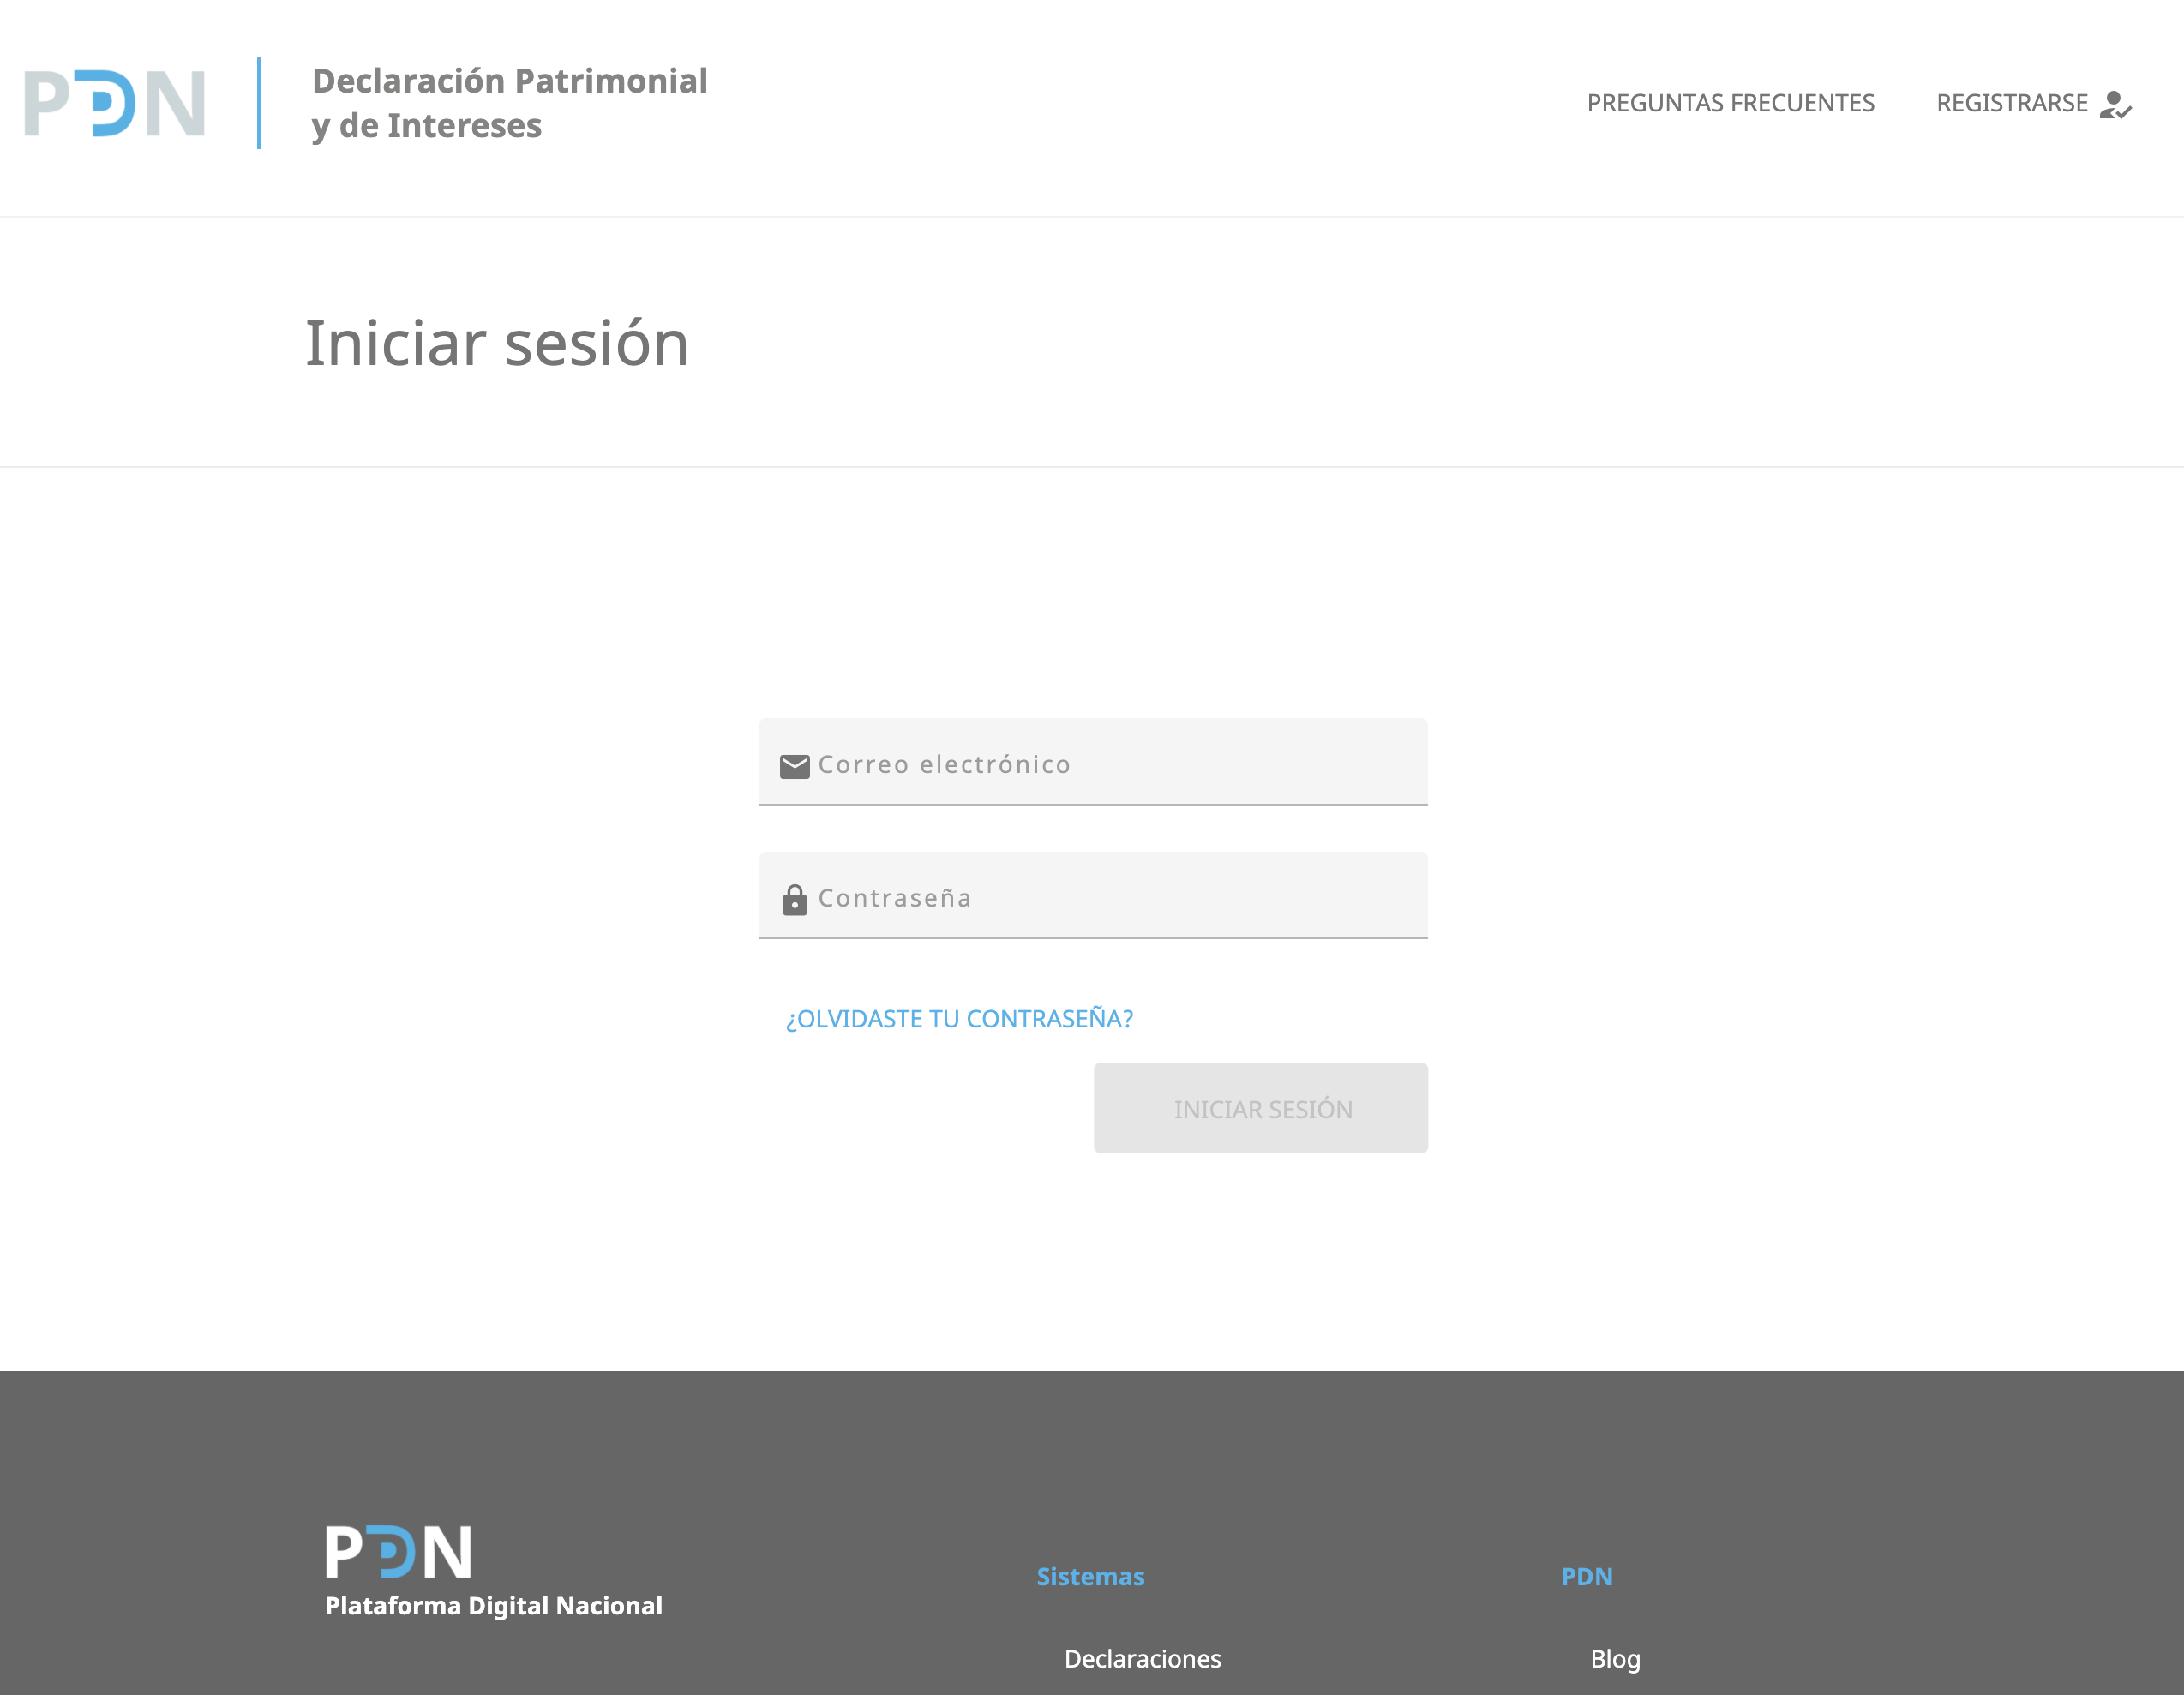 PDN
Declaración Patrimonial
y de Intereses
PREGUNTAS FRECUENTES
REGISTRARSE
Iniciar sesión
Correo electrónico
Contraseña
¿OLVIDASTE TU CONTRASEÑA?
INICIAR SESIÓN
PDN
Plataforma Digital Nacional
Sistemas
Declaraciones
PDN
Blog